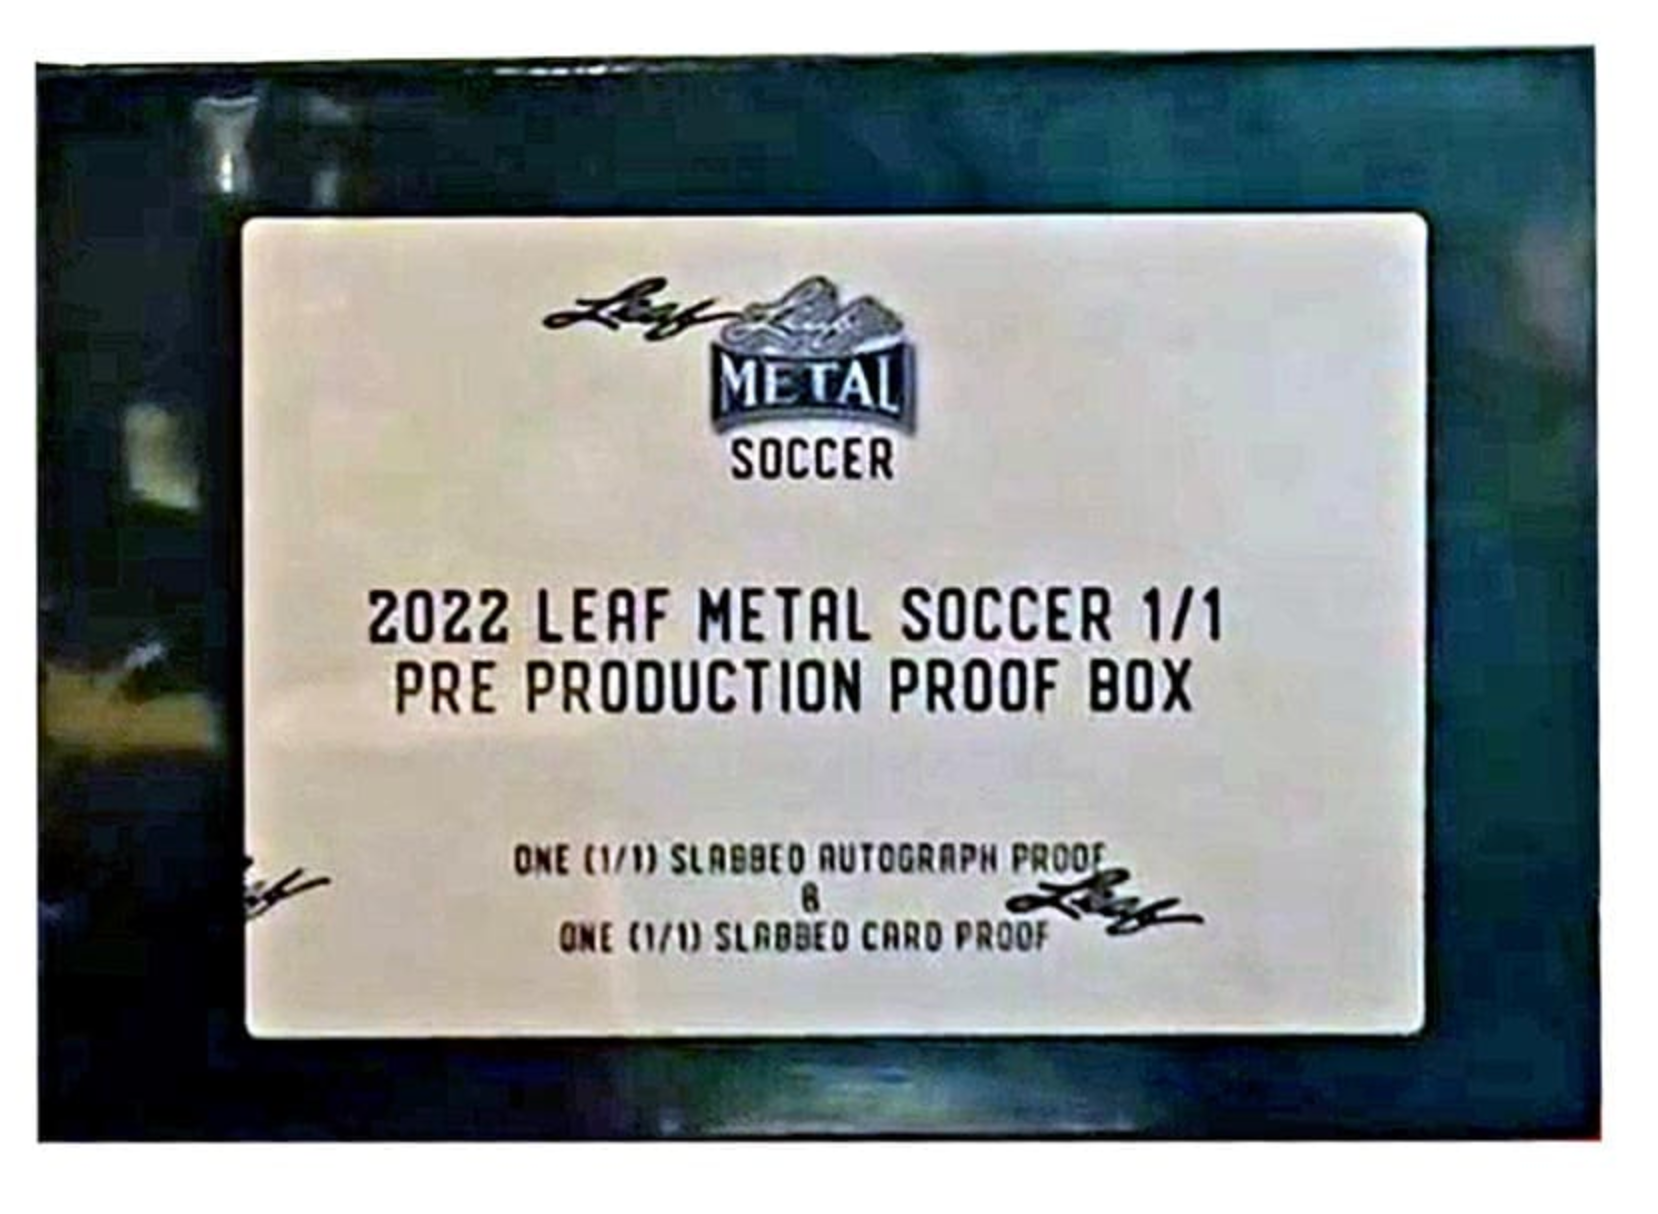 Leaf Leaf
METAL
SOCCER
2022 LEAF METAL SOCCER 1/1
PRE PRODUCTION PROOF BOX
ONE (1/1) SLABBED AUTOGRAPH PROOF
&
ONE (1/1) SLABBED CARD PROOF
Leaf